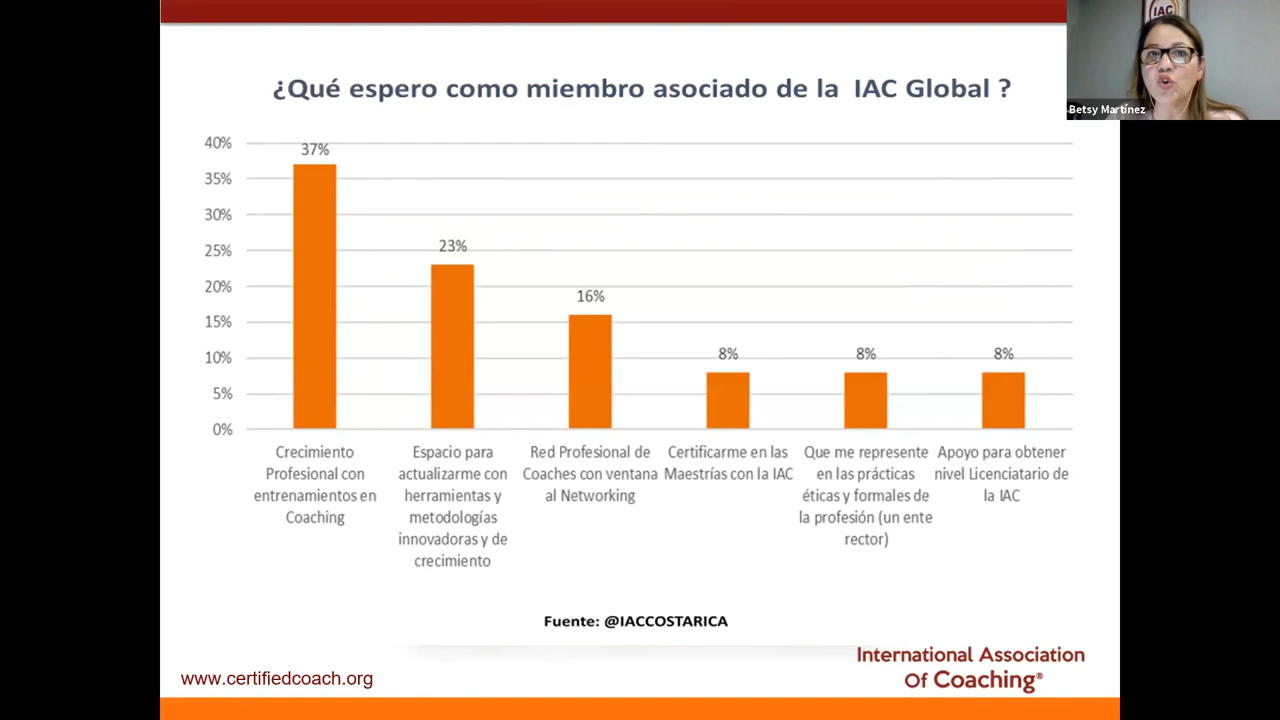 IAC
Betsy Martínez
¿Qué espero como miembro asociado de la IAC Global ?
40%
35%
30%
25%
20%
15%
10%
5%
0%
37%
23%
16%
8%
8%
8%
Crecimiento
Profesional con
entrenamientos en
Coaching
Espacio para
actualizarme con
herramientas y
metodologías
innovadoras y de
crecimiento
Red Profesional de
Coaches con ventana
al Networking
Certificarme en las
Maestrías con la IAC
Que me represente
en las prácticas
éticas y formales de
la profesión (un ente
rector)
Apoyo para obtener
nivel Licenciatario de
la IAC
Fuente: @IACCOSTARICA
www.certifiedcoach.org
International Association
Of Coaching®